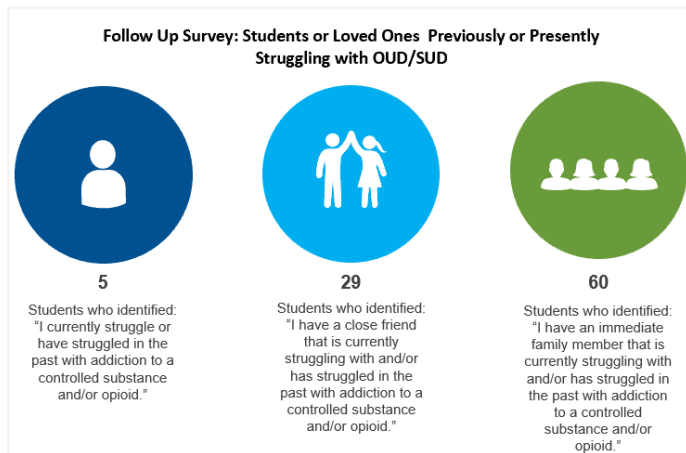 Follow Up Survey: Students or Loved Ones Previously or Presently
Struggling with OUD/SUD
5
Students who identified:
“I currently struggle or
have struggled in the
past with addiction to a
controlled substance
and/or opioid.”
29
Students who identified:
“I have a close friend
that is currently
struggling with and/or
has struggled in the
past with addiction to a
controlled substance
and/or opioid.”
60
Students who identified:
“I have an immediate
family member that is
currently struggling with
and/or has struggled in
the past with addiction
to a controlled
substance and/or
opioid.”